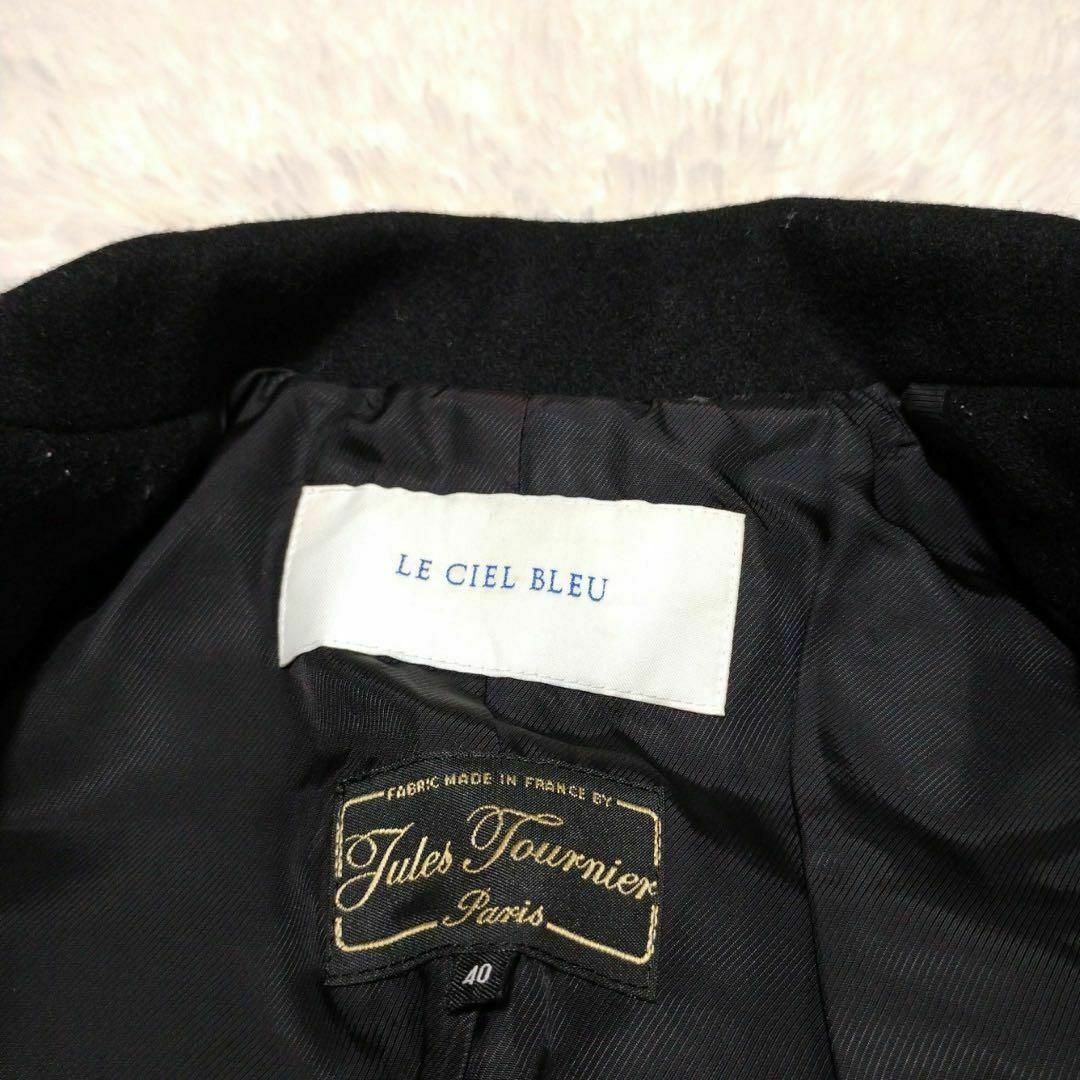 LE CIEL BLEU
FABRIC MADE IN FRANCE BY
Jules Tournier
Paris
40